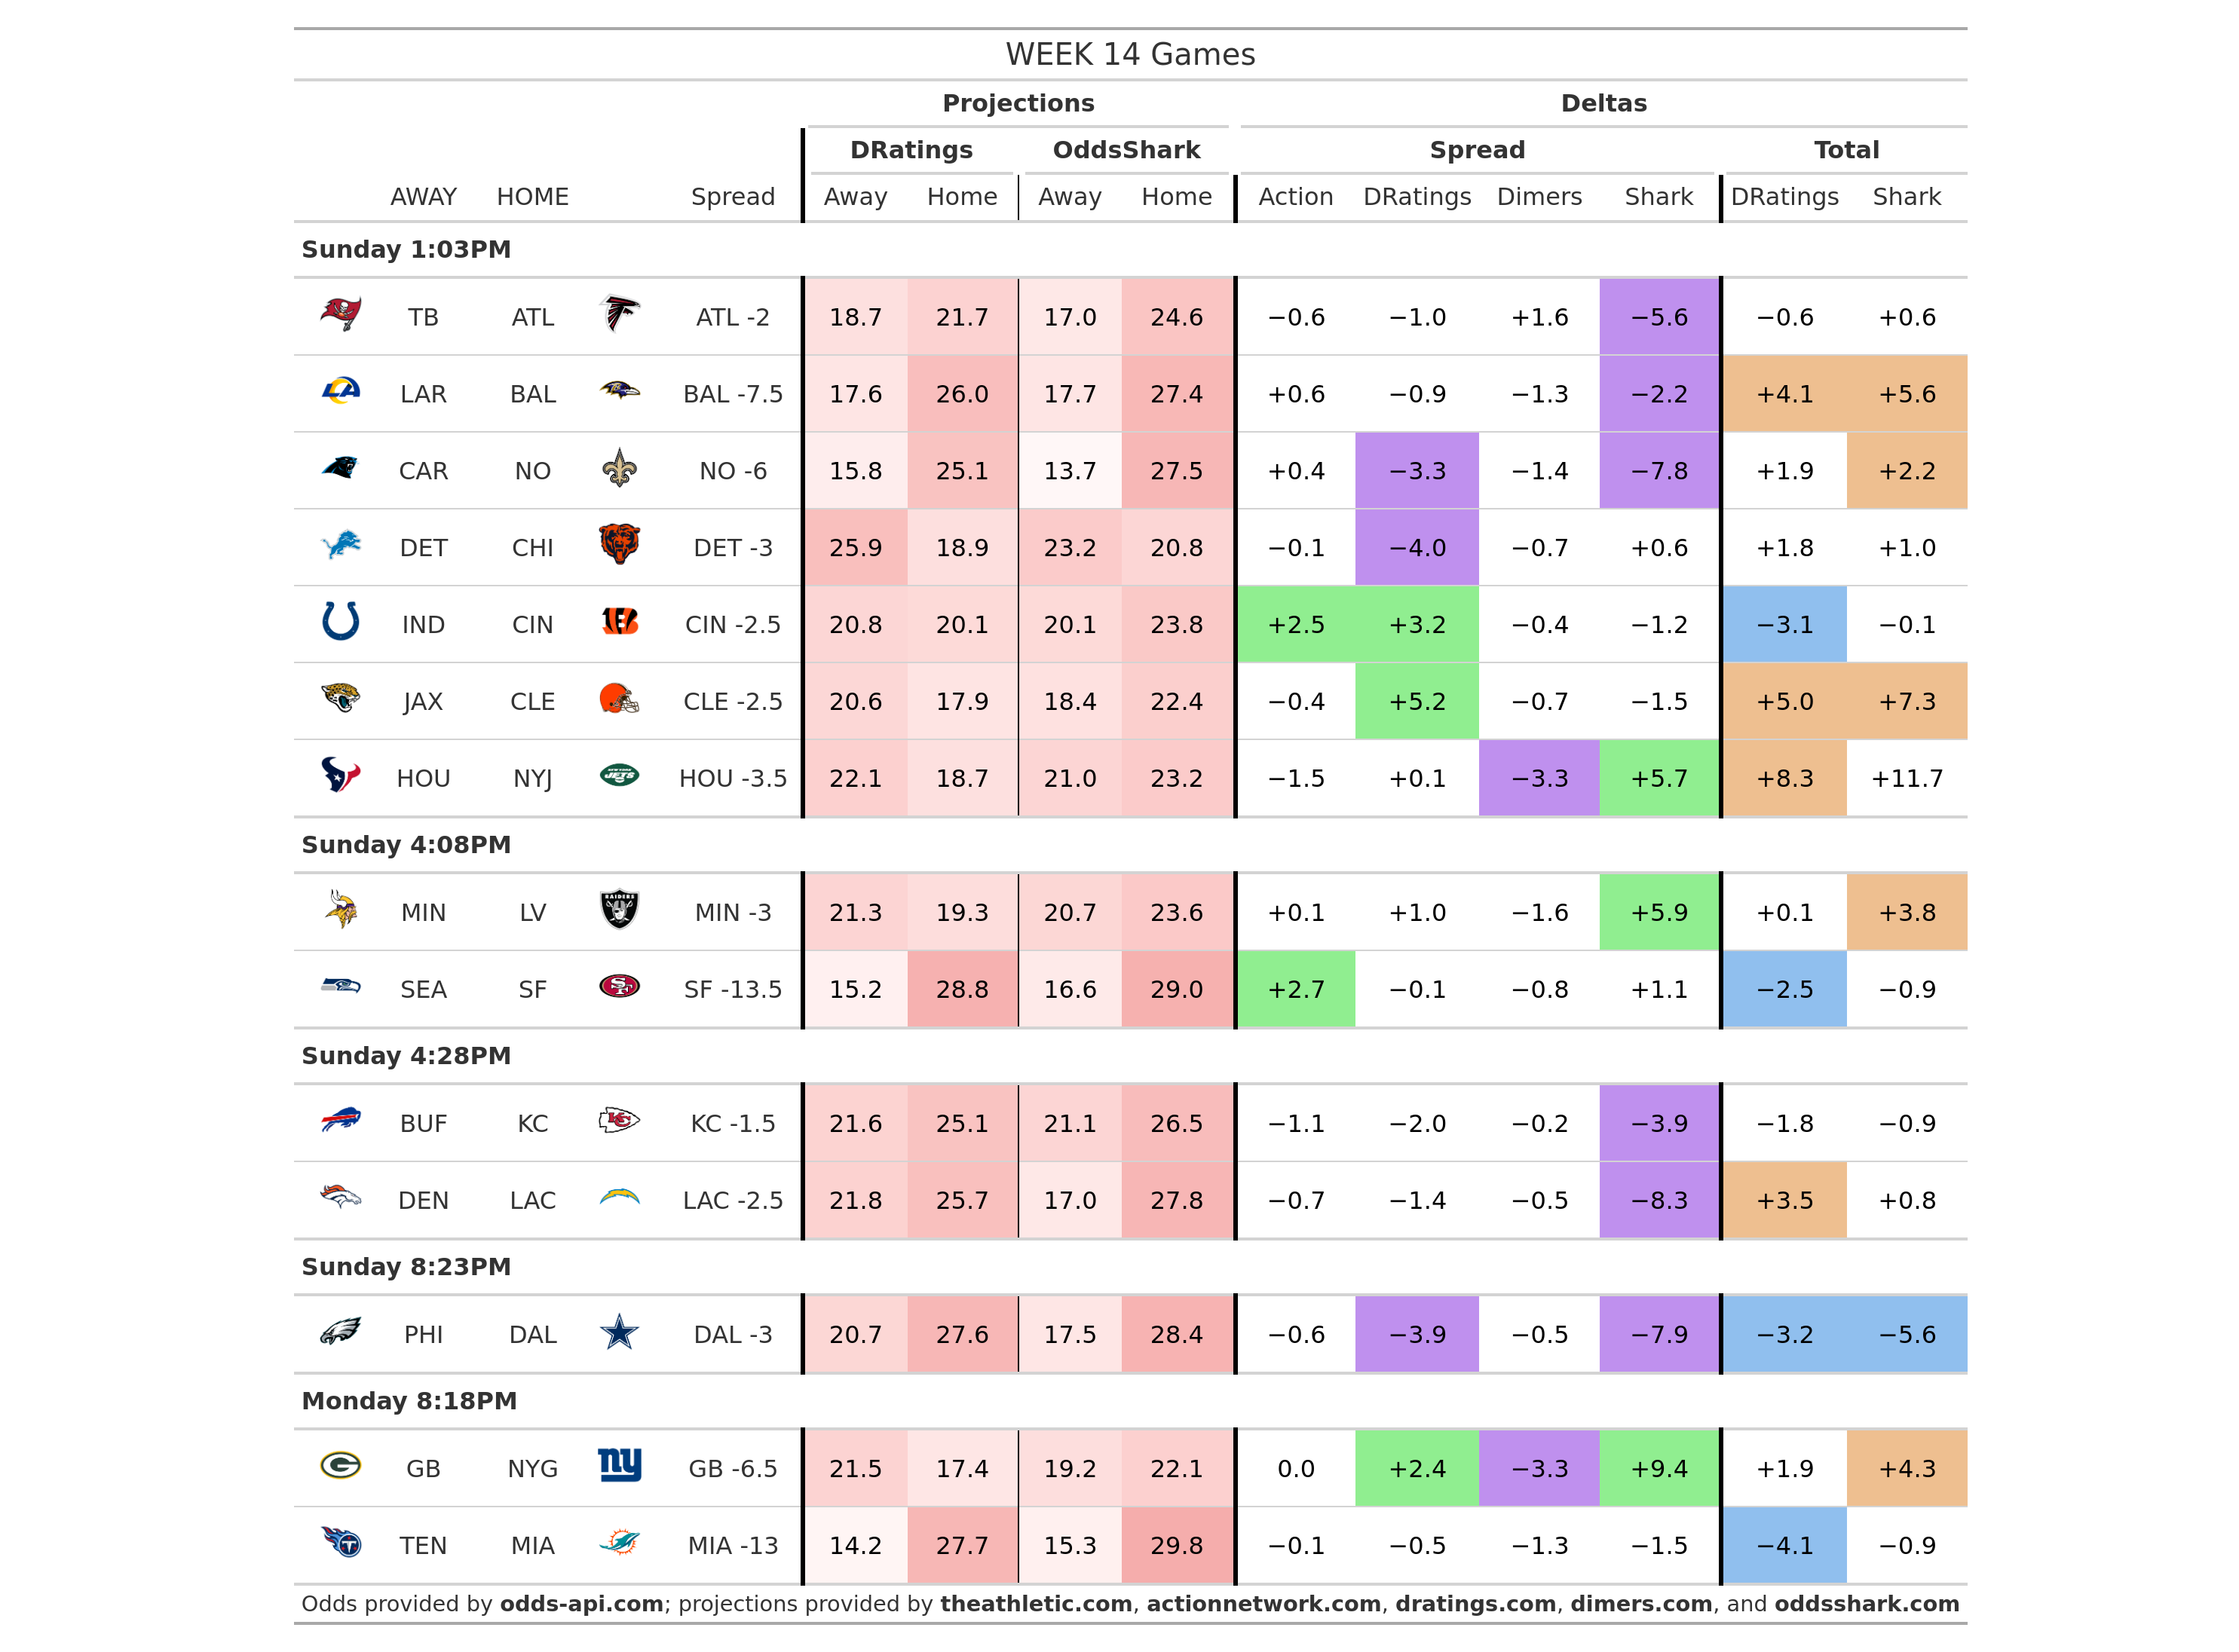 WEEK 14 Games
Projections Deltas
DRatings OddsShark Spread Total
AWAY HOME Spread Away Home Away Home Action DRatings Dimers Shark DRatings Shark
Sunday 1:03PM
TB ATL ATL -2 18.7 21.7 17.0 24.6 −0.6 −1.0 +1.6 −5.6 −0.6 +0.6
LAR BAL BAL -7.5 17.6 26.0 17.7 27.4 +0.6 −0.9 −1.3 −2.2 +4.1 +5.6
CAR NO NO -6 15.8 25.1 13.7 27.5 +0.4 −3.3 −1.4 −7.8 +1.9 +2.2
DET CHI DET -3 25.9 18.9 23.2 20.8 −0.1 −4.0 −0.7 +0.6 +1.8 +1.0
IND CIN CIN -2.5 20.8 20.1 20.1 23.8 +2.5 +3.2 −0.4 −1.2 −3.1 −0.1
JAX CLE CLE -2.5 20.6 17.9 18.4 22.4 −0.4 +5.2 −0.7 −1.5 +5.0 +7.3
HOU NYJ JETS HOU -3.5 22.1 18.7 21.0 23.2 −1.5 +0.1 −3.3 +5.7 +8.3 +11.7
Sunday 4:08PM
MIN LV RAIDERS MIN -3 21.3 19.3 20.7 23.6 +0.1 +1.0 −1.6 +5.9 +0.1 +3.8
SEA SF SF SF -13.5 15.2 28.8 16.6 29.0 +2.7 −0.1 −0.8 +1.1 −2.5 −0.9
Sunday 4:28PM
BUF KC KC KC -1.5 21.6 25.1 21.1 26.5 −1.1 −2.0 −0.2 −3.9 −1.8 −0.9
DEN LAC LAC -2.5 21.8 25.7 17.0 27.8 −0.7 −1.4 −0.5 −8.3 +3.5 +0.8
Sunday 8:23PM
PHI DAL DAL -3 20.7 27.6 17.5 28.4 −0.6 −3.9 −0.5 −7.9 −3.2 −5.6
Monday 8:18PM
G GB NYG ny GB -6.5 21.5 17.4 19.2 22.1 0.0 +2.4 −3.3 +9.4 +1.9 +4.3
T TEN MIA MIA -13 14.2 27.7 15.3 29.8 −0.1 −0.5 −1.3 −1.5 −4.1 −0.9
Odds provided by odds-api.com; projections provided by theathletic.com, actionnetwork.com, dratings.com, dimers.com, and oddsshark.com